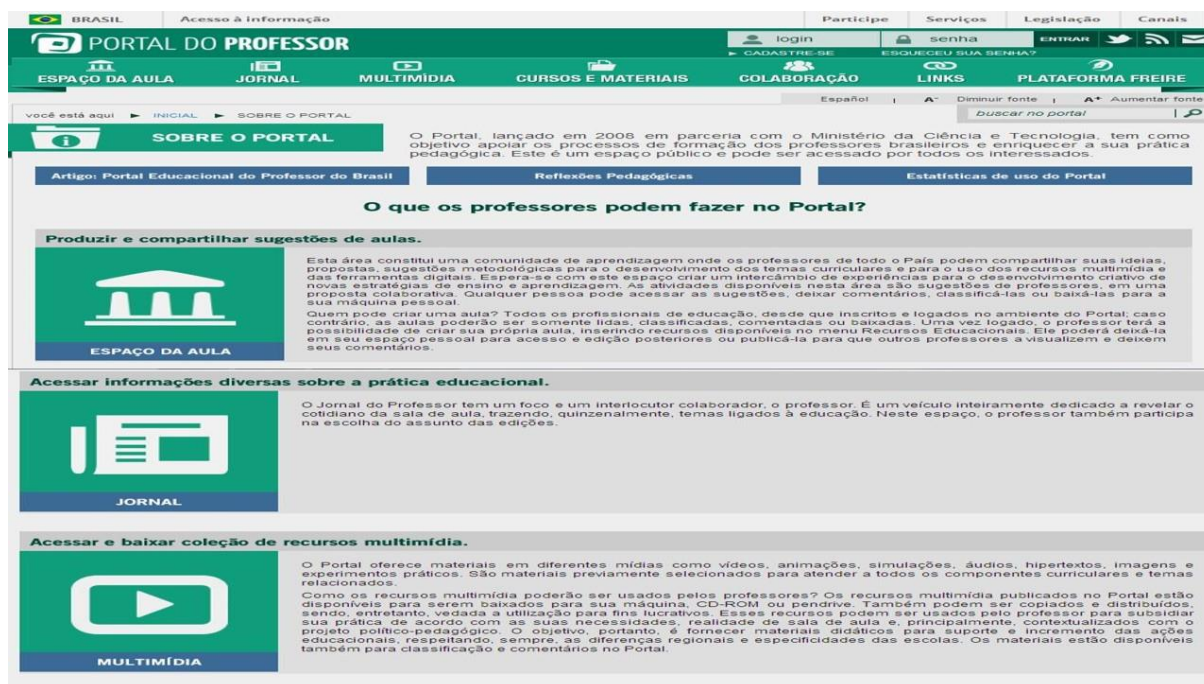 BRASIL Acesso à informação Participe Serviços Legislação Canais
PORTAL DO PROFESSOR login senha ENTRAR
CADASTRE-SE ESQUECEU SUA SENHA?
ESPAÇO DA AULA JORNAL MULTIMÍDIA CURSOS E MATERIAIS COLABORAÇÃO LINKS PLATAFORMA FREIRE
Español | A- Diminuir fonte | A+ Aumentar fonte
você está aqui ► INICIAL ► SOBRE O PORTAL buscar no portal
SOBRE O PORTAL
O Portal, lançado em 2008 em parceria com o Ministério da Ciência e Tecnologia, tem como
objetivo apoiar os processos de formação dos professores brasileiros e enriquecer a sua prática
pedagógica. Este é um espaço público e pode ser acessado por todos os interessados.
Artigo: Portal Educacional do Professor do Brasil Reflexões Pedagógicas Estatísticas de uso do Portal
O que os professores podem fazer no Portal?
Produzir e compartilhar sugestões de aulas.
Esta área constitui uma comunidade de aprendizagem onde os professores de todo o País podem compartilhar suas ideias,
propostas, sugestões metodológicas para o desenvolvimento dos temas curriculares e para o uso dos recursos multimídia e
das ferramentas digitais. Espera-se com este espaço criar um intercâmbio de experiências para o desenvolvimento criativo de
novas estratégias de ensino e aprendizagem. As atividades disponíveis nesta área são sugestões de professores, em uma
proposta colaborativa. Qualquer pessoa pode acessar as sugestões, deixar comentários, classificá-las ou baixá-las para a
sua máquina pessoal.
Quem pode criar uma aula? Todos os profissionais de educação, desde que inscritos e logados no ambiente do Portal; caso
contrário, as aulas poderão ser somente lidas, classificadas, comentadas ou baixadas. Uma vez logado, o professor terá a
possibilidade de criar sua própria aula, inserindo recursos disponíveis no menu Recursos Educacionais. Ele poderá deixá-la
em seu espaço pessoal para acesso e edição posteriores ou publicá-la para que outros professores a visualizem e deixem
seus comentários.
ESPAÇO DA AULA
Acessar informações diversas sobre a prática educacional.
O Jornal do Professor tem um foco e um interlocutor colaborador, o professor. É um veículo inteiramente dedicado a revelar o
cotidiano da sala de aula, trazendo, quinzenalmente, temas ligados à educação. Neste espaço, o professor também participa
na escolha do assunto das edições.
JORNAL
Acessar e baixar coleção de recursos multimídia.
O Portal oferece materiais em diferentes mídias como vídeos, animações, simulações, áudios, hipertextos, imagens e
experimentos práticos. São materiais previamente selecionados para atender a todos os componentes curriculares e temas
relacionados.
Como os recursos multimídia poderão ser usados pelos professores? Os recursos multimídia publicados no Portal estão
disponíveis para serem baixados para sua máquina, CD-ROM ou pendrive. Também podem ser copiados e distribuídos,
sendo, entretanto, vedada a utilização para fins lucrativos. Esses recursos podem ser usados pelo professor para subsidiar
sua prática de acordo com as suas necessidades, realidade de sala de aula e, principalmente, contextualizados com o
projeto político-pedagógico. O objetivo, portanto, é fornecer materiais didáticos para suporte e incremento das ações
educacionais, respeitando, sempre, as diferenças regionais e especificidades das escolas. Os materiais estão disponíveis
também para classificação e comentários no Portal.
MULTIMÍDIA